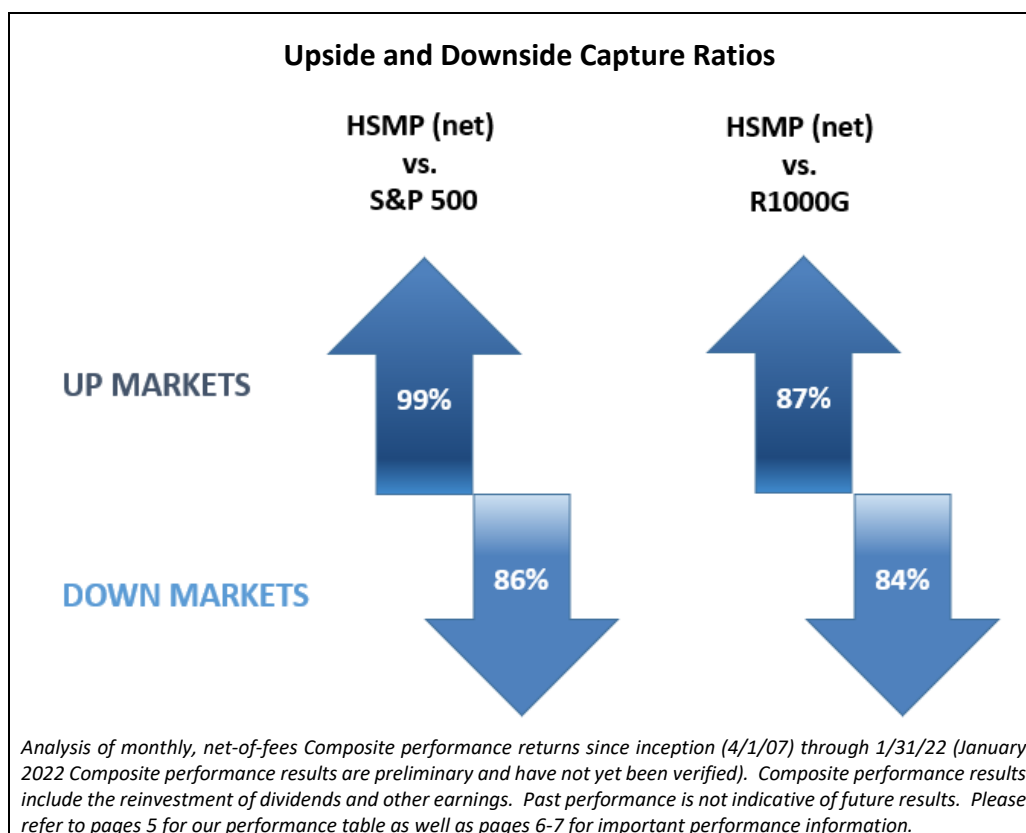 Upside and Downside Capture Ratios
HSMP (net)
vs.
S&P 500
HSMP (net)
vs.
R1000G
UP MARKETS
99%
87%
DOWN MARKETS
86%
84%
Analysis of monthly, net-of-fees Composite performance returns since inception (4/1/07) through 1/31/22 (January
2022 Composite performance results are preliminary and have not yet been verified).  Composite performance results
include the reinvestment of dividends and other earnings.  Past performance is not indicative of future results.  Please
refer to pages 5 for our performance table as well as pages 6-7 for important performance information.